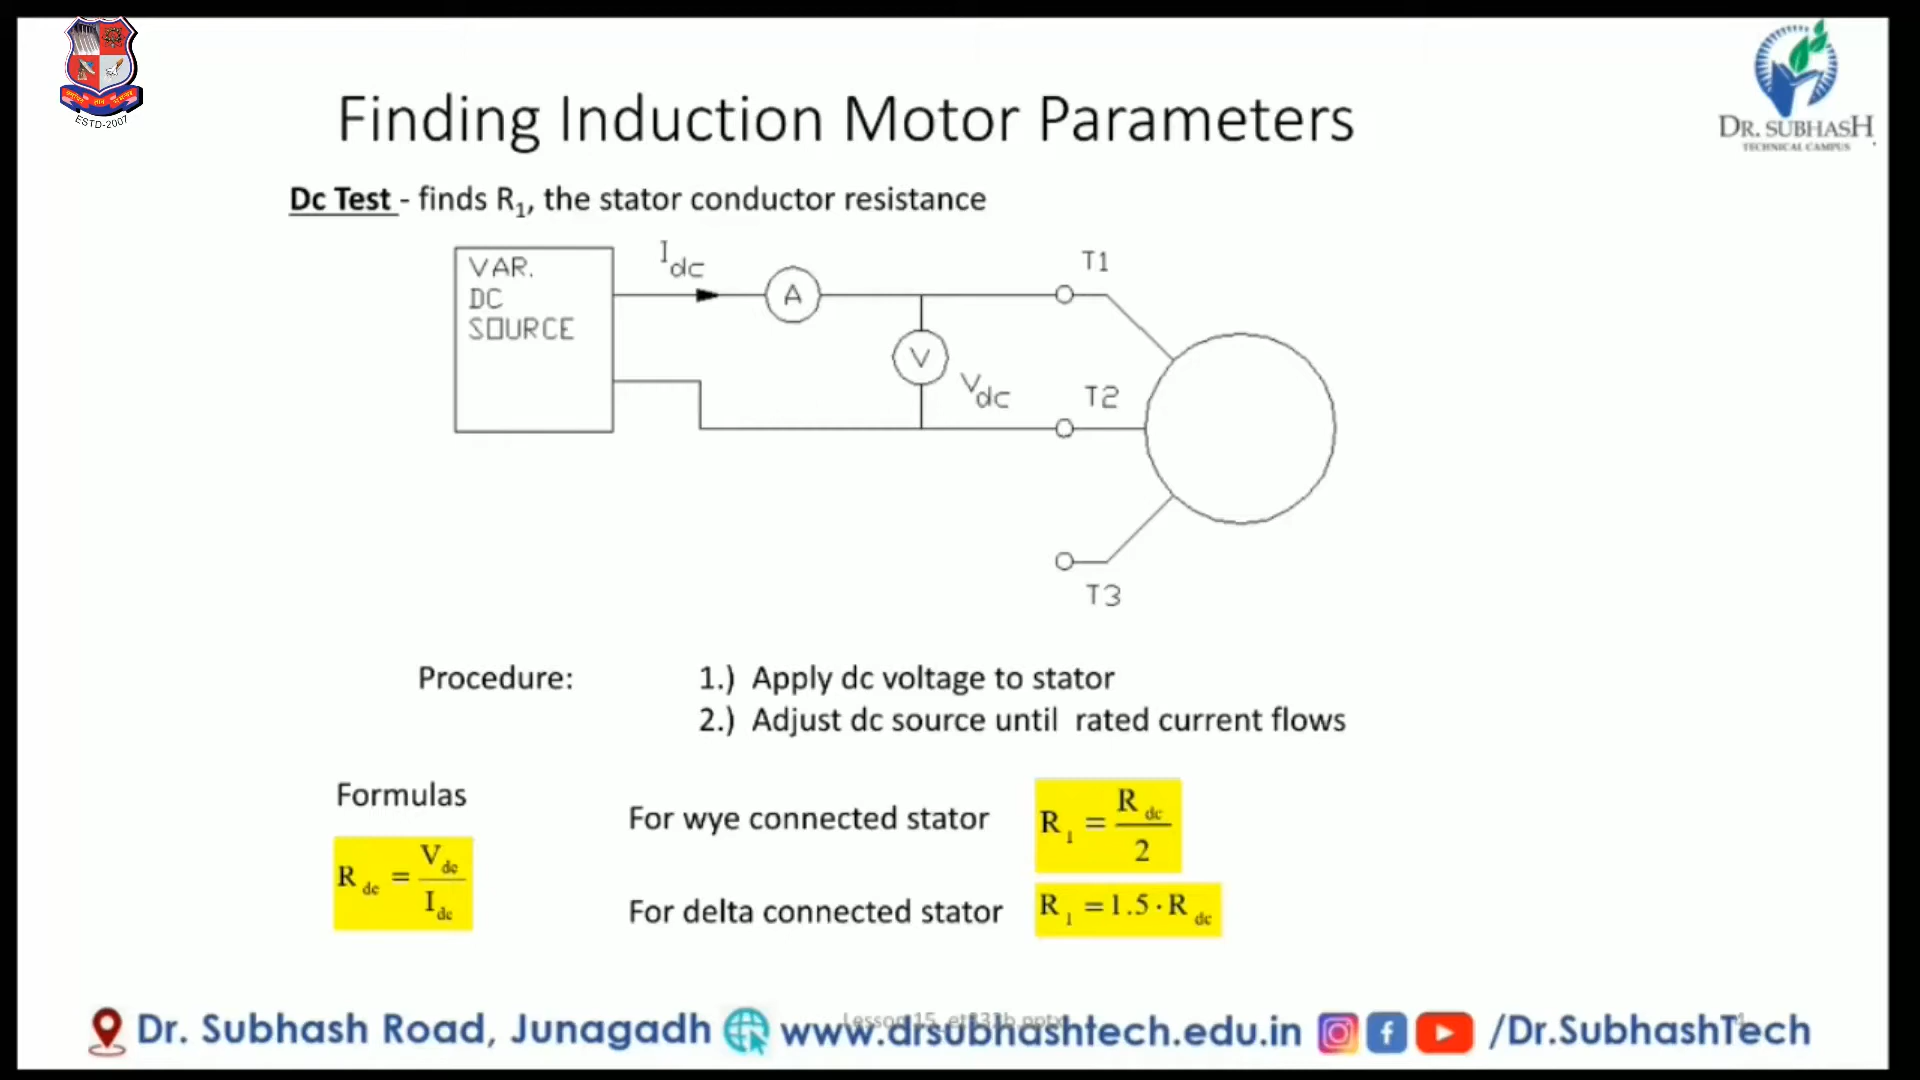 ESTD-2007
DR. SUBHASH
TECHNICAL CAMPUS
Finding Induction Motor Parameters
Dc Test - finds R1, the stator conductor resistance
VAR.
DC
SOURCE
Idc
A
V
Vdc
T1
T2
T3
Procedure: 1.) Apply dc voltage to stator
2.) Adjust dc source until rated current flows
Formulas
Rdc = Vdc / Idc
For wye connected stator R1 = Rdc / 2
For delta connected stator R1 = 1.5 · Rdc
Dr. Subhash Road, Junagadh www.drsubhashtech.edu.in /Dr.SubhashTech